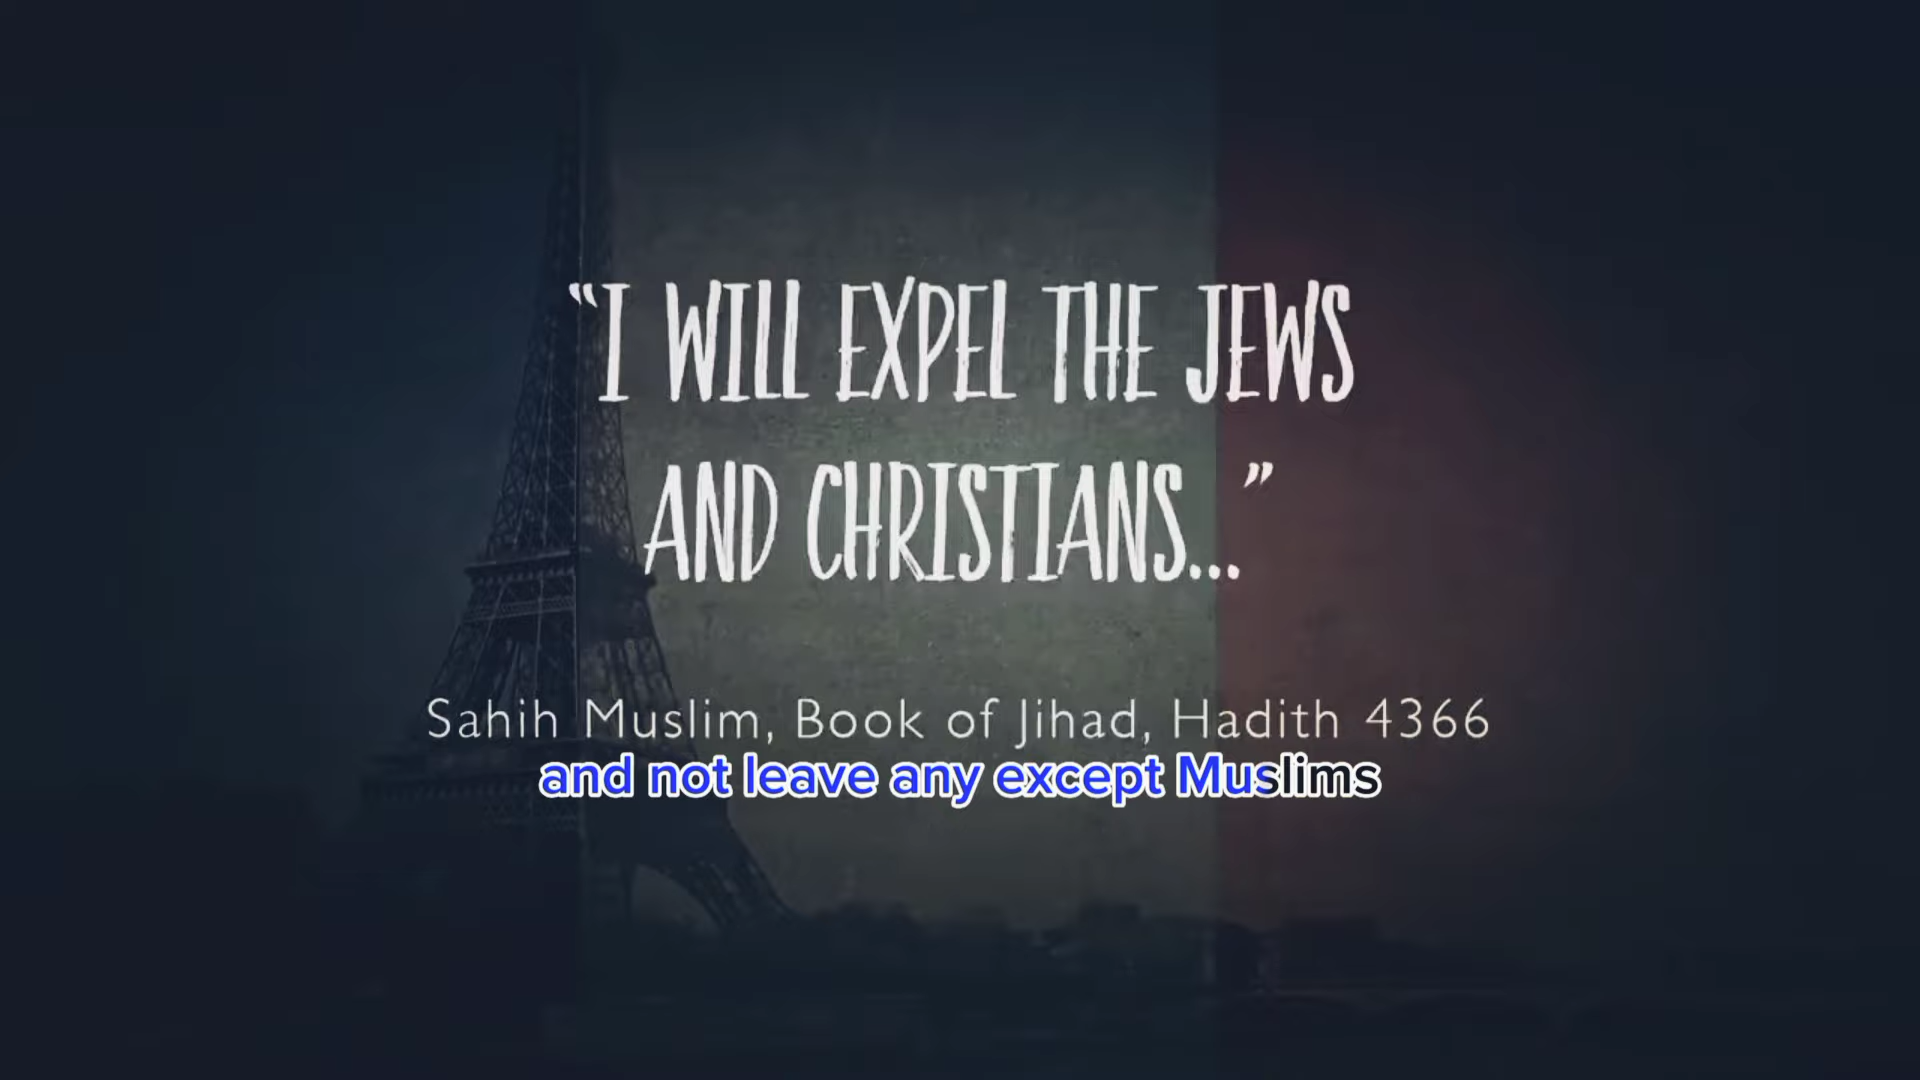 “I WILL EXPEL THE JEWS
AND CHRISTIANS...”
Sahih Muslim, Book of Jihad, Hadith 4366
and not leave any except Muslims